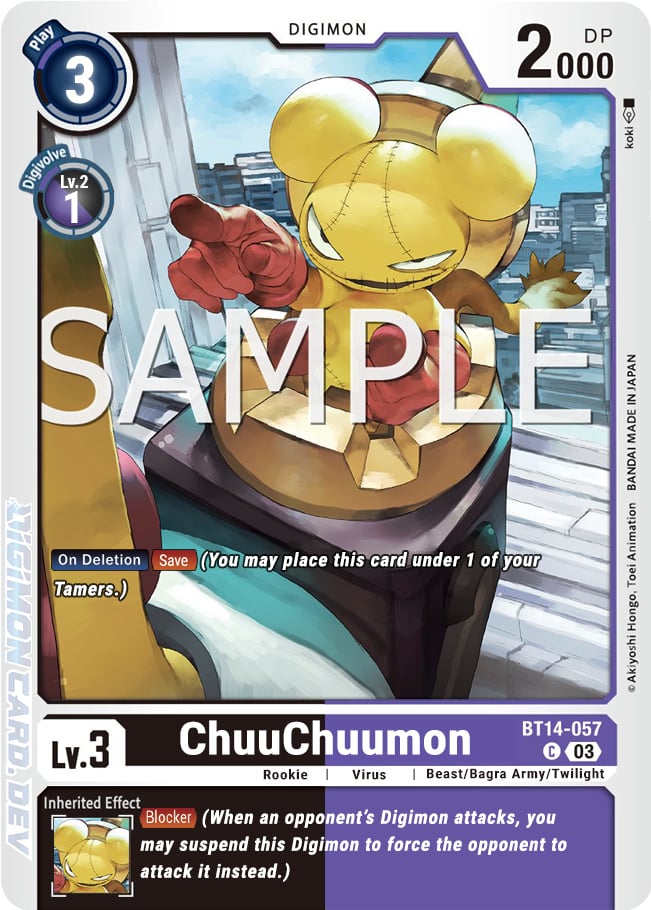 DIGIMON
Play
3
DP
2000
koki
Digivolve
Lv.2
1
SAMPLE
On Deletion Save (You may place this card under 1 of your
Tamers.)
© Akiyoshi Hongo, Toei Animation BANDAI MADE IN JAPAN
DIGIMONCARD.DEV
Lv.3
ChuuChuumon
BT14-057
C 03
Rookie | Virus | Beast/Bagra Army/Twilight
Inherited Effect
Blocker (When an opponent's Digimon attacks, you
may suspend this Digimon to force the opponent to
attack it instead.)